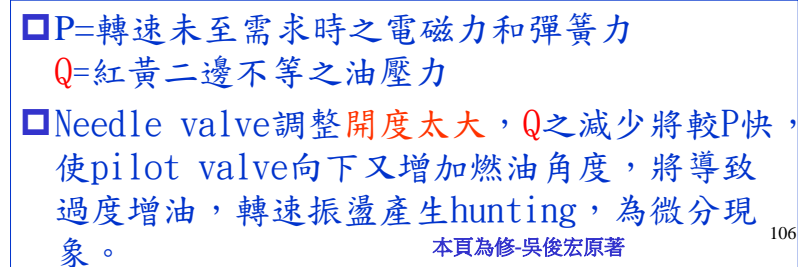 P=轉速未至需求時之電磁力和彈簧力
Q=紅黃二邊不等之油壓力
Needle valve調整開度太大，Q之減少將較P快，
使pilot valve向下又增加燃油角度，將導致
過度增油，轉速振盪產生hunting，為微分現
象。
本頁為修-吳俊宏原著
106